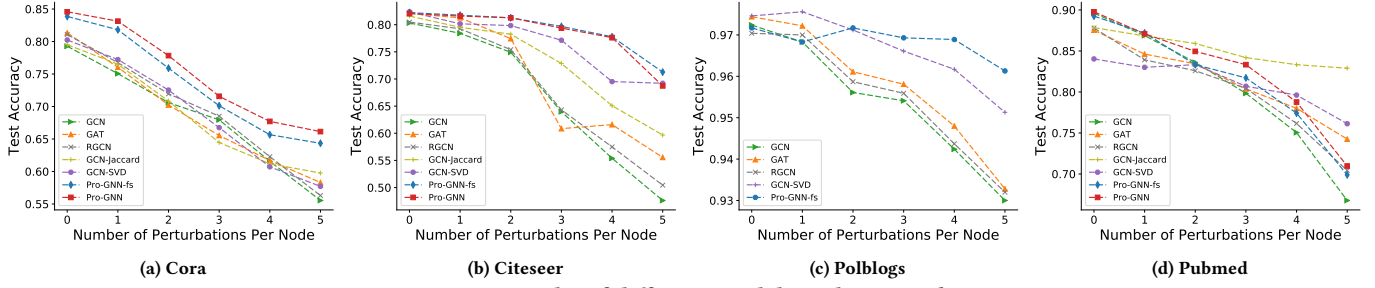 0.85
0.80
0.75
0.70
0.65
0.60
0.55
Test Accuracy
GCN
GAT
RGCN
GCN-Jaccard
GCN-SVD
Pro-GNN-fs
Pro-GNN
0 1 2 3 4 5
Number of Perturbations Per Node
(a) Cora
0.80
0.75
0.70
0.65
0.60
0.55
0.50
Test Accuracy
GCN
GAT
RGCN
GCN-Jaccard
GCN-SVD
Pro-GNN-fs
Pro-GNN
0 1 2 3 4 5
Number of Perturbations Per Node
(b) Citeseer
0.97
0.96
0.95
0.94
0.93
Test Accuracy
GCN
GAT
RGCN
GCN-SVD
Pro-GNN-fs
0 1 2 3 4 5
Number of Perturbations Per Node
(c) Polblogs
0.90
0.85
0.80
0.75
0.70
Test Accuracy
GCN
GAT
RGCN
GCN-Jaccard
GCN-SVD
Pro-GNN-fs
Pro-GNN
0 1 2 3 4 5
Number of Perturbations Per Node
(d) Pubmed